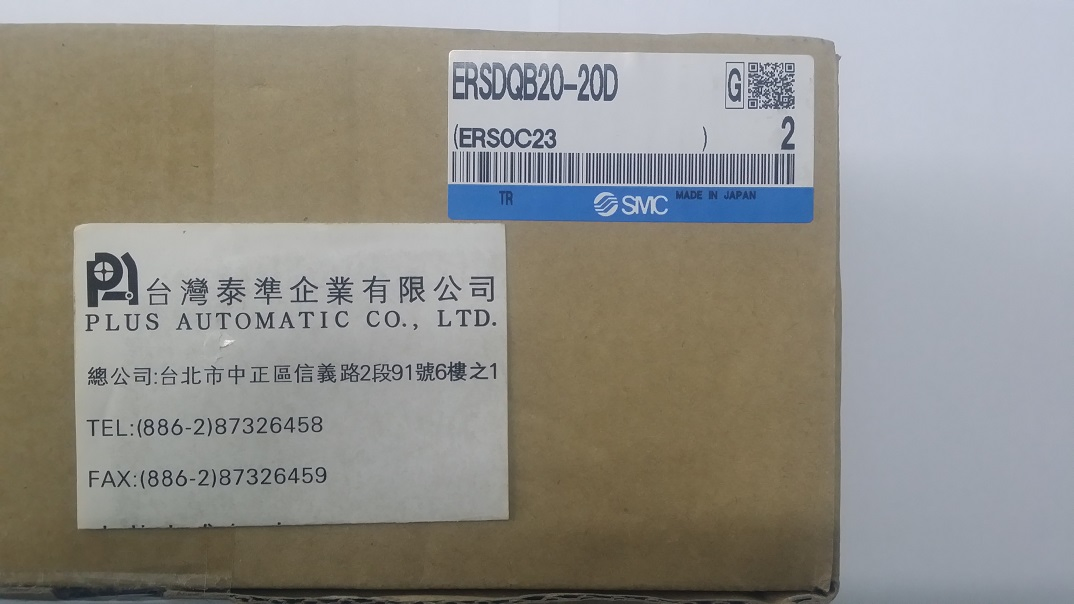 ERSDQB20-20D
G
(ERSOC23 )
2
TR
SMC
MADE IN JAPAN
台灣泰準企業有限公司
PLUS AUTOMATIC CO., LTD.
總公司:台北市中正區信義路2段91號6樓之1
TEL:(886-2)87326458
FAX:(886-2)87326459